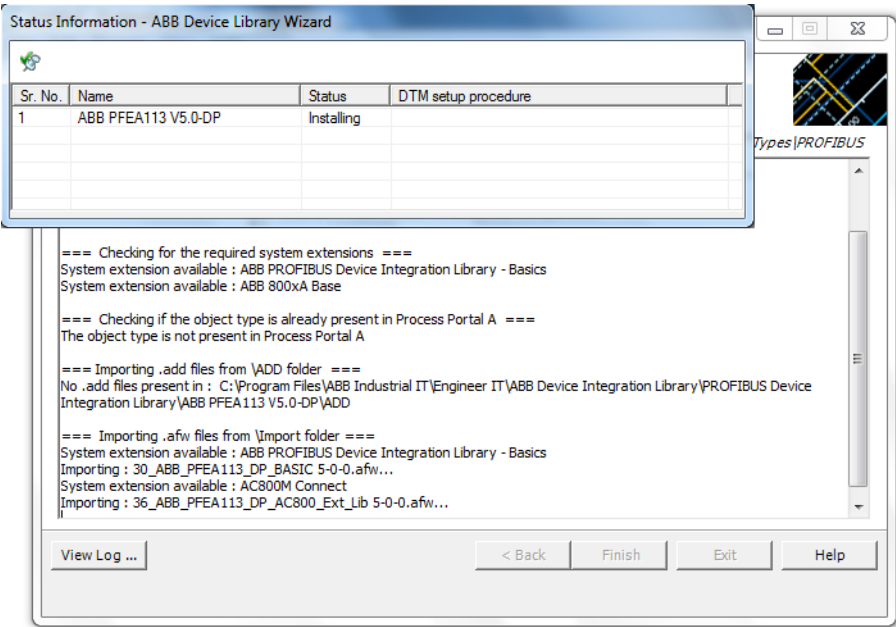 Status Information - ABB Device Library Wizard
Sr. No. Name Status DTM setup procedure
1 ABB PFEA113 V5.0-DP Installing
Types|PROFIBUS
=== Checking for the required system extensions ===
System extension available : ABB PROFIBUS Device Integration Library - Basics
System extension available : ABB 800xA Base
=== Checking if the object type is already present in Process Portal A ===
The object type is not present in Process Portal A
=== Importing .add files from \ADD folder ===
No .add files present in : C:\Program Files\ABB Industrial IT\Engineer IT\ABB Device Integration Library\PROFIBUS Device
Integration Library\ABB PFEA113 V5.0-DP\ADD
=== Importing .afw files from \Import folder ===
System extension available : ABB PROFIBUS Device Integration Library - Basics
Importing : 30_ABB_PFEA113_DP_BASIC 5-0-0.afw...
System extension available : AC800M Connect
Importing : 36_ABB_PFEA113_DP_AC800_Ext_Lib 5-0-0.afw...
View Log ... < Back Finish Exit Help